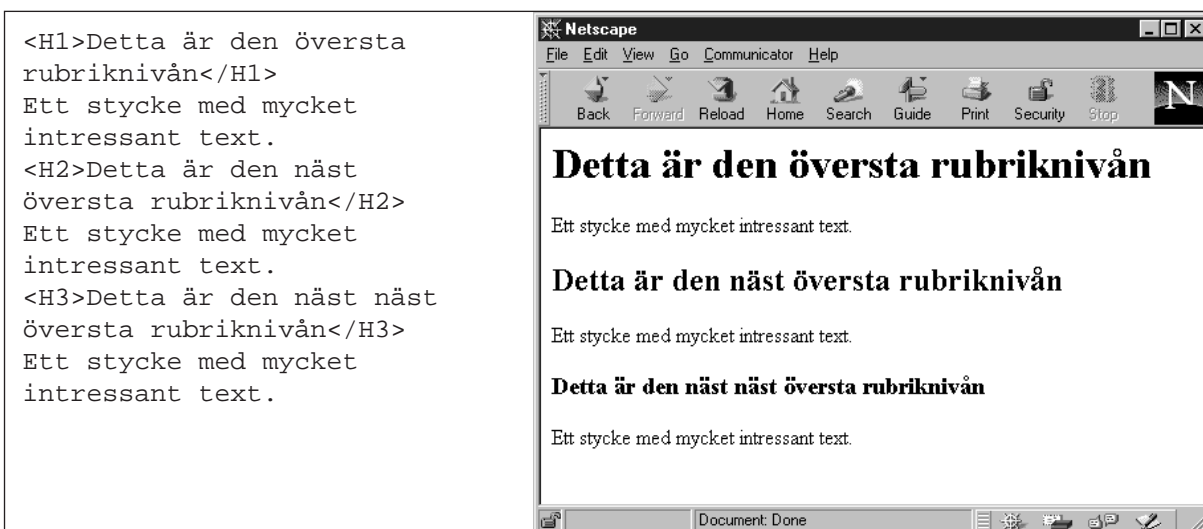 <H1>Detta är den översta
rubriknivån</H1>
Ett stycke med mycket
intressant text.
<H2>Detta är den näst
översta rubriknivån</H2>
Ett stycke med mycket
intressant text.
<H3>Detta är den näst näst
översta rubriknivån</H3>
Ett stycke med mycket
intressant text.
Netscape
File Edit View Go Communicator Help
Back Forward Reload Home Search Guide Print Security Stop
N
Detta är den översta rubriknivån
Ett stycke med mycket intressant text.
Detta är den näst översta rubriknivån
Ett stycke med mycket intressant text.
Detta är den näst näst översta rubriknivån
Ett stycke med mycket intressant text.
Document: Done